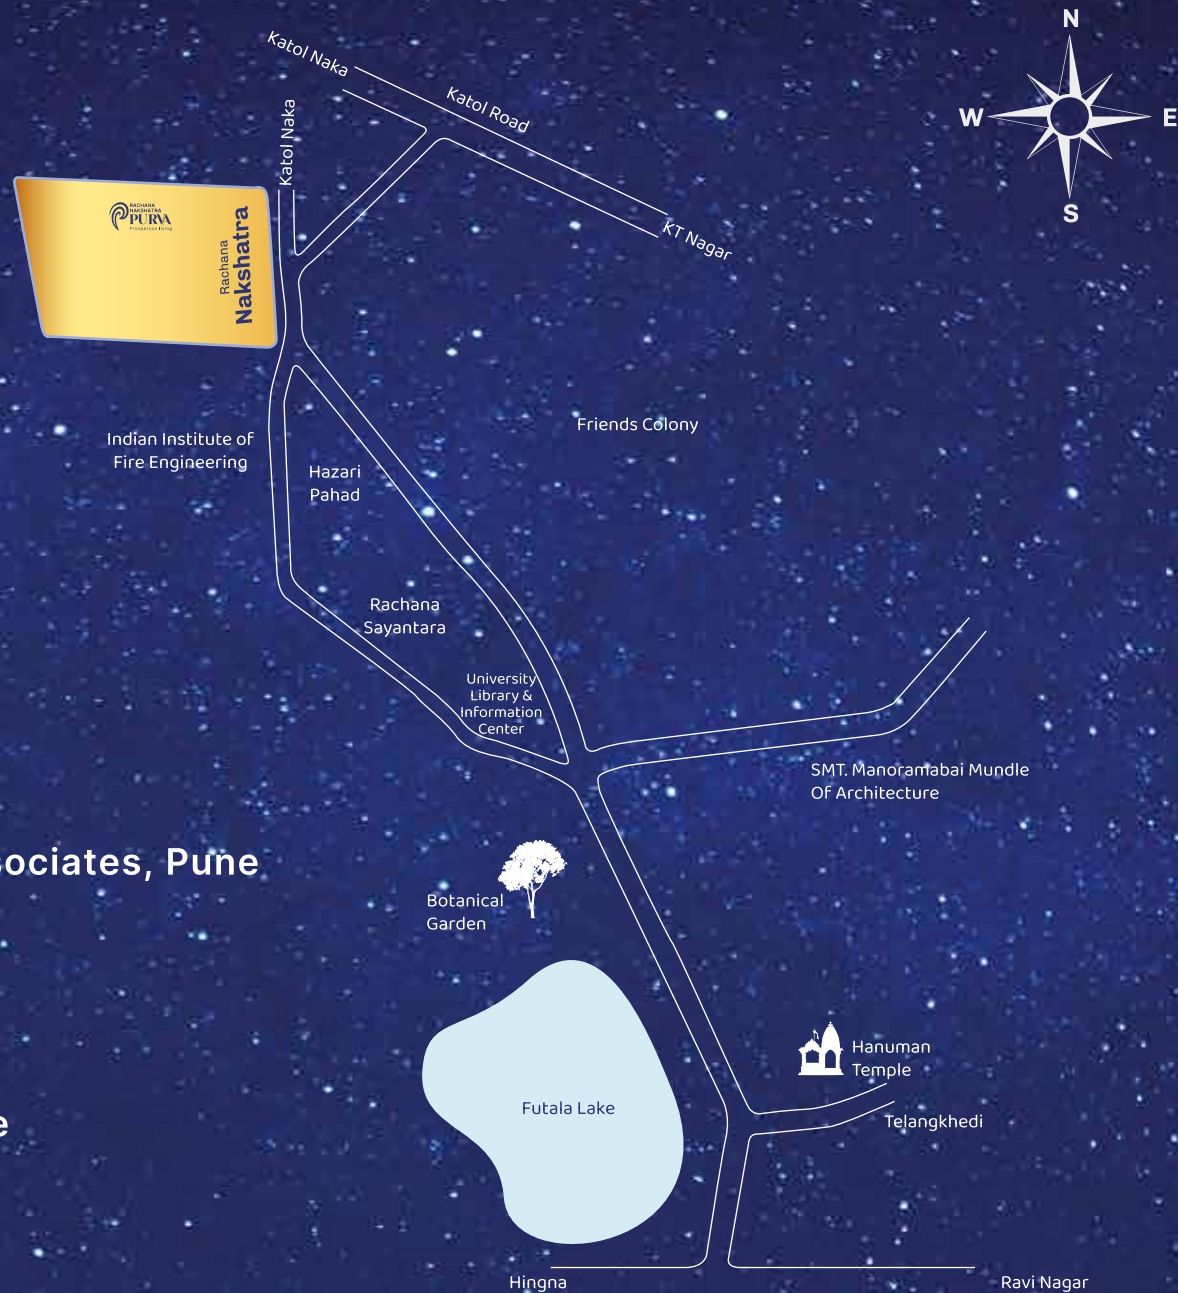 N
W
E
S
Katol Naka
Katol Road
KT Nagar
Katol Naka
RACHANA
NAKSHATRA
PURVA
Prosperous living
Rachana
Nakshatra
Friends Colony
Indian Institute of
Fire Engineering
Hazari
Pahad
Rachana
Sayantara
University
Library &
Information
Center
SMT. Manoramabai Mundle
Of Architecture
sociates, Pune
Botanical
Garden
Hanuman
Temple
Futala Lake
Telangkhedi
e
Hingna
Ravi Nagar